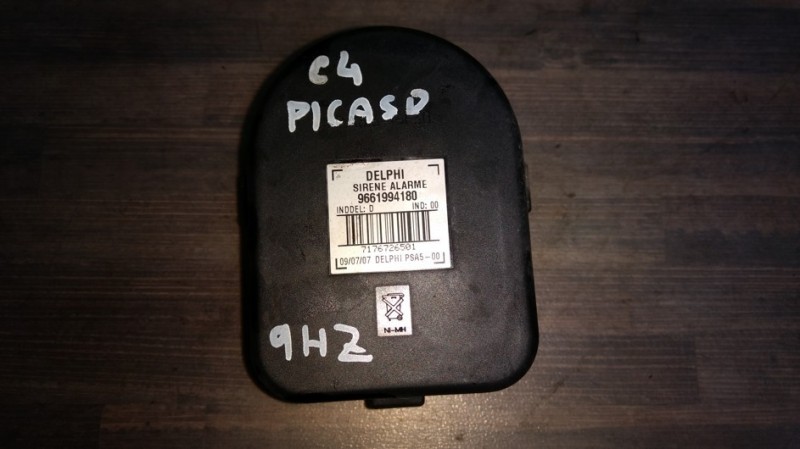 C4
PICASO
DELPHI
SIRENE ALARME
9661994180
INDDEL: D IND: 00
7176726501
09/07/07 DELPHI PSA5-00
Ni-MH
9HZ